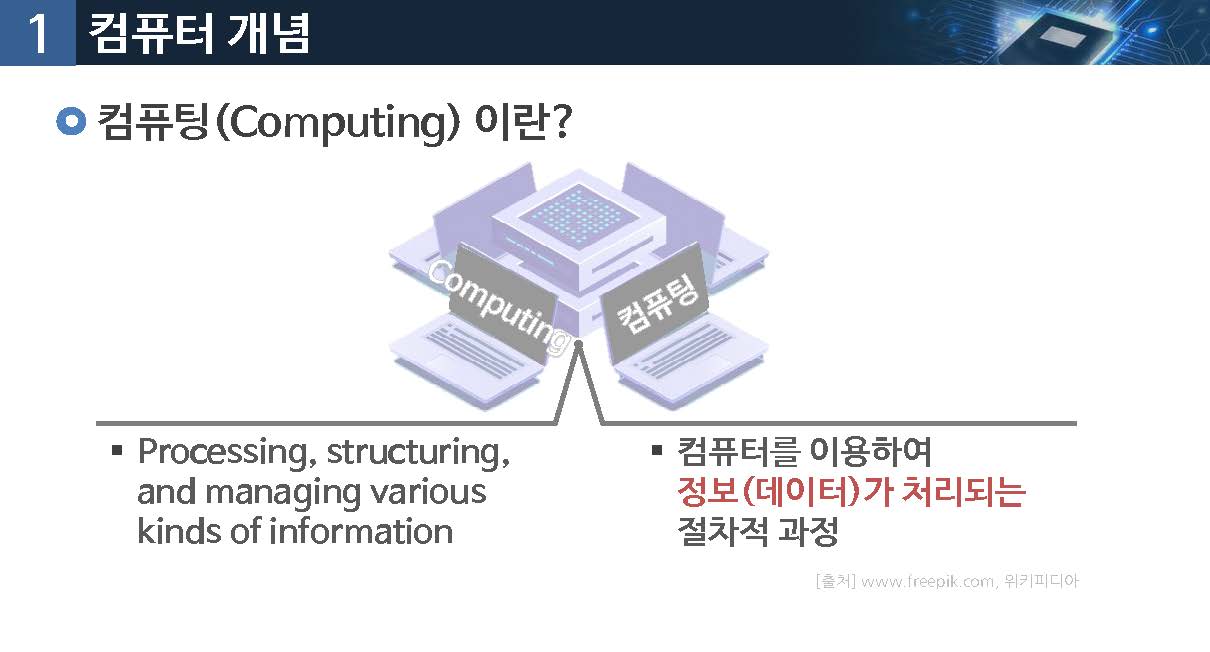 1 컴퓨터 개념
컴퓨팅(Computing) 이란?
Computing
컴퓨팅
▪ Processing, structuring,
and managing various
kinds of information
▪ 컴퓨터를 이용하여
정보(데이터)가 처리되는
절차적 과정
[출처] www.freepik.com, 위키피디아